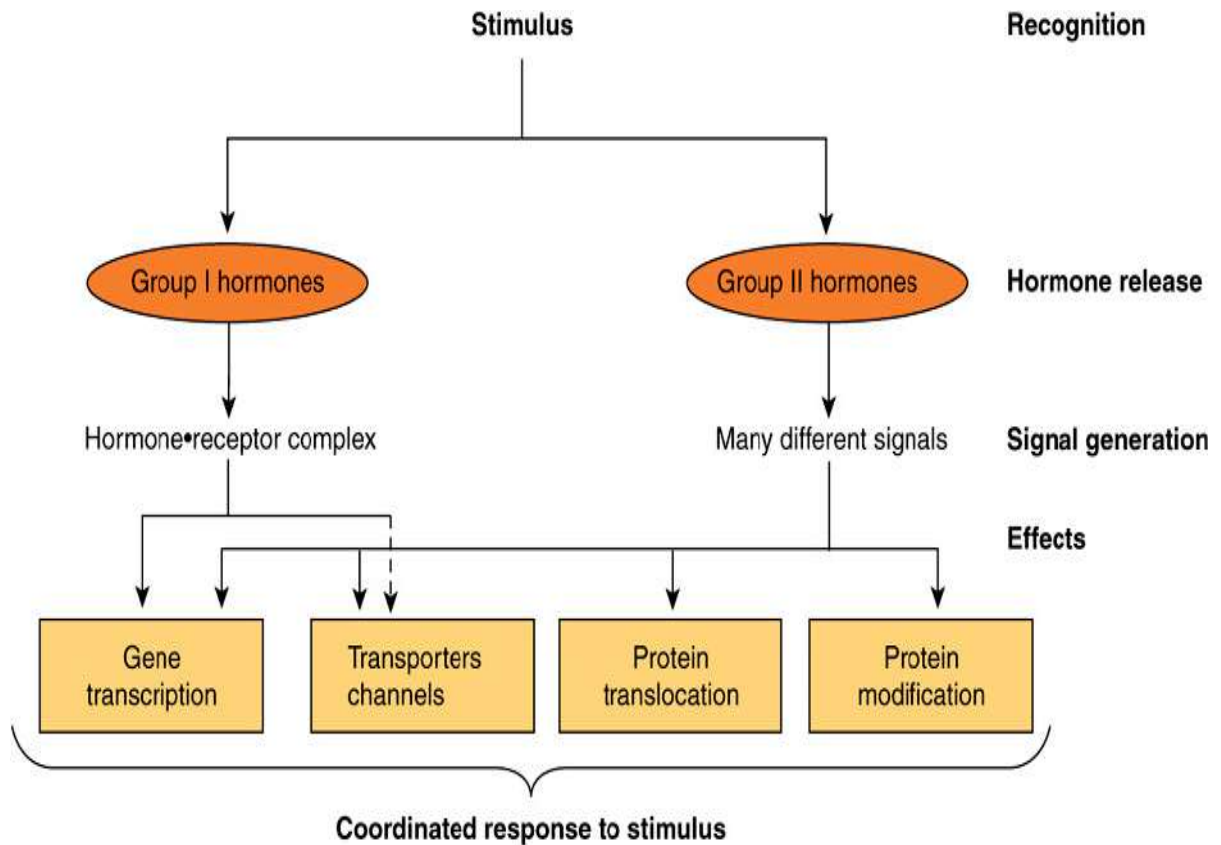 Stimulus
Recognition
Group I hormones
Group II hormones
Hormone release
Hormone•receptor complex
Many different signals
Signal generation
Effects
Gene
transcription
Transporters
channels
Protein
translocation
Protein
modification
Coordinated response to stimulus